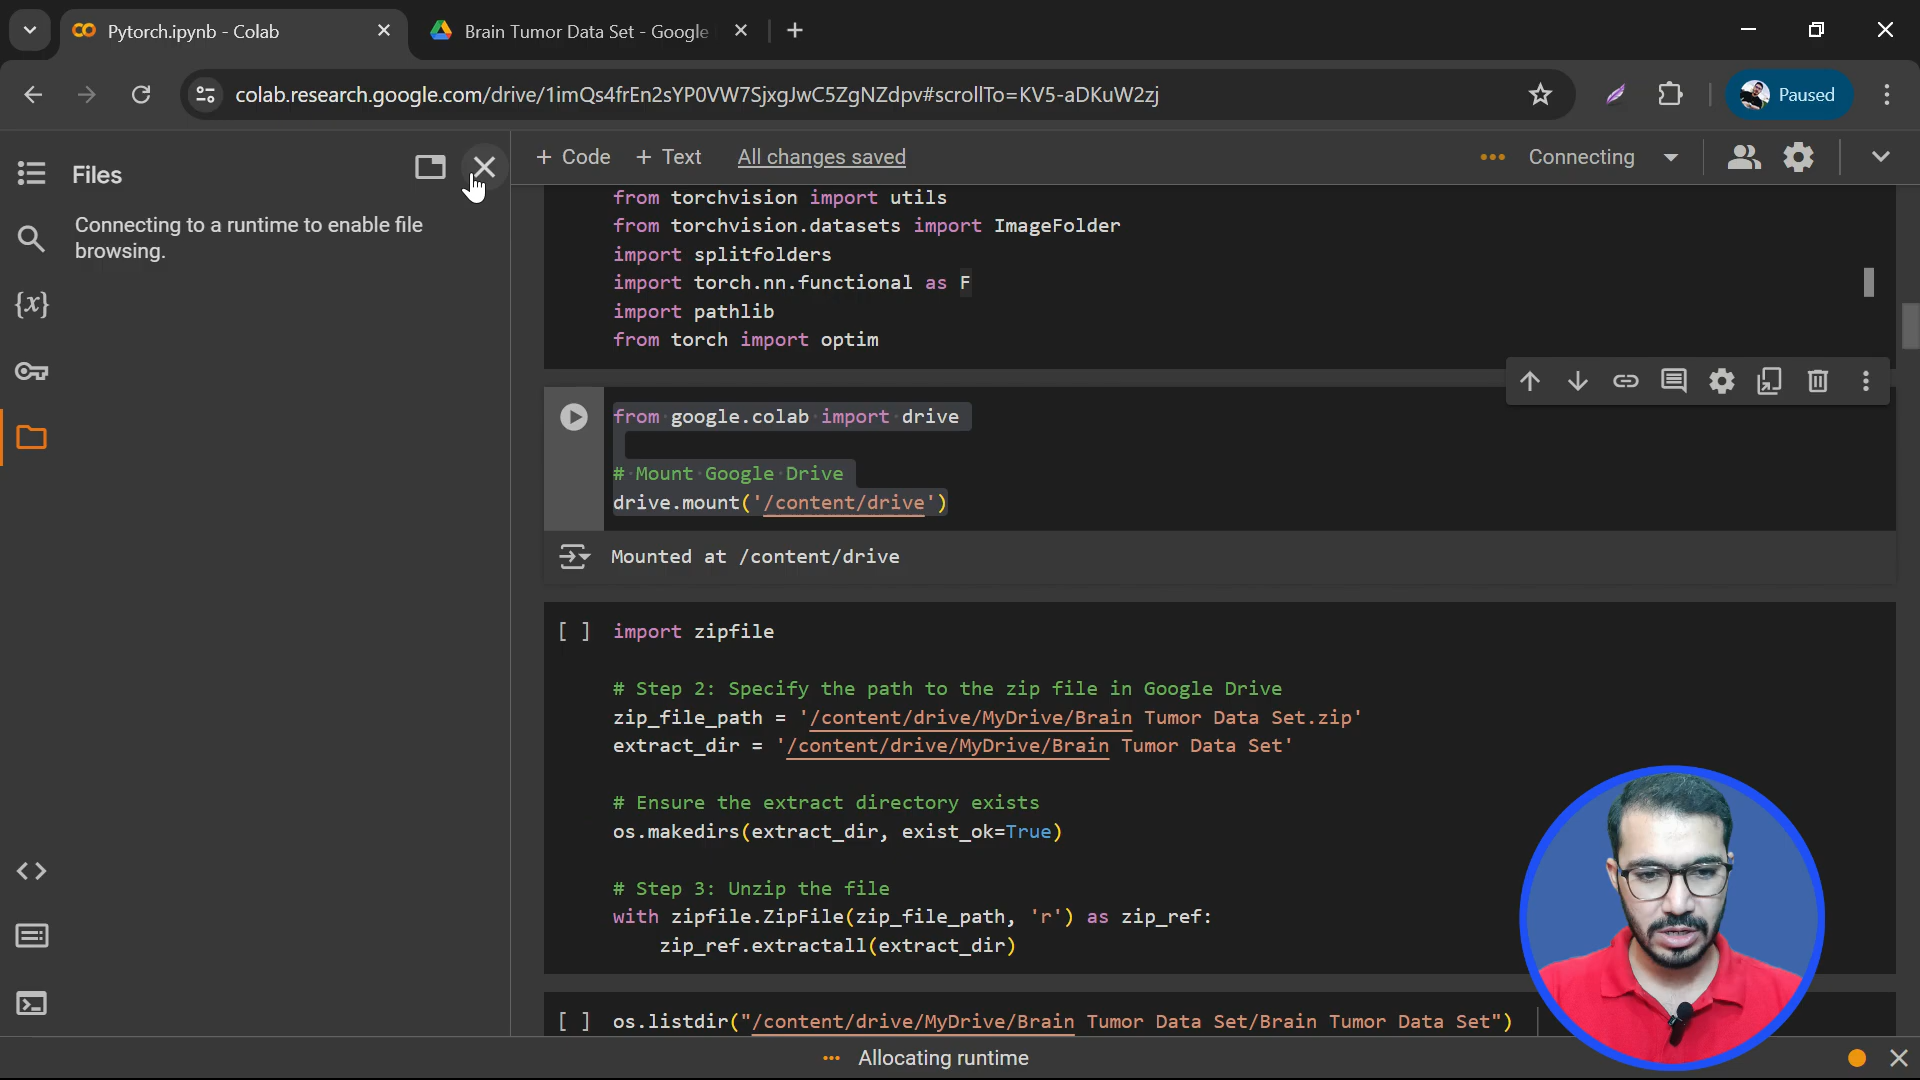 Pytorch.ipynb - Colab
Brain Tumor Data Set - Google
colab.research.google.com/drive/1imQs4frEn2sYP0VW7SjxgJwC5ZgNZdpv#scrollTo=KV5-aDKuW2zj
Paused
Files
+ Code + Text All changes saved
Connecting
Connecting to a runtime to enable file
browsing.
{x}
from torchvision import utils
from torchvision.datasets import ImageFolder
import splitfolders
import torch.nn.functional as F
import pathlib
from torch import optim
from google.colab import drive
# Mount Google Drive
drive.mount('/content/drive')
Mounted at /content/drive
[ ] import zipfile
# Step 2: Specify the path to the zip file in Google Drive
zip_file_path = '/content/drive/MyDrive/Brain Tumor Data Set.zip'
extract_dir = '/content/drive/MyDrive/Brain Tumor Data Set'
# Ensure the extract directory exists
os.makedirs(extract_dir, exist_ok=True)
# Step 3: Unzip the file
with zipfile.ZipFile(zip_file_path, 'r') as zip_ref:
zip_ref.extractall(extract_dir)
[ ] os.listdir("/content/drive/MyDrive/Brain Tumor Data Set/Brain Tumor Data Set")
Allocating runtime